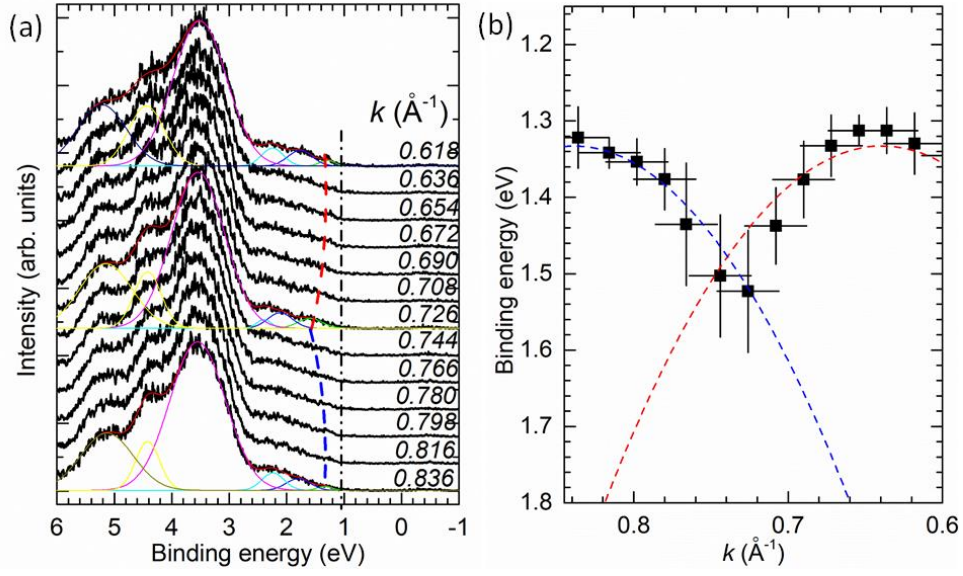 (a)
k (Å⁻¹)
0.618
0.636
0.654
0.672
0.690
0.708
0.726
0.744
0.766
0.780
0.798
0.816
0.836
Intensity (arb. units)
6 5 4 3 2 1 0 -1
Binding energy (eV)
(b)
1.2
1.3
1.4
1.5
1.6
1.7
1.8
Binding energy (eV)
0.8 0.7 0.6
k (Å⁻¹)